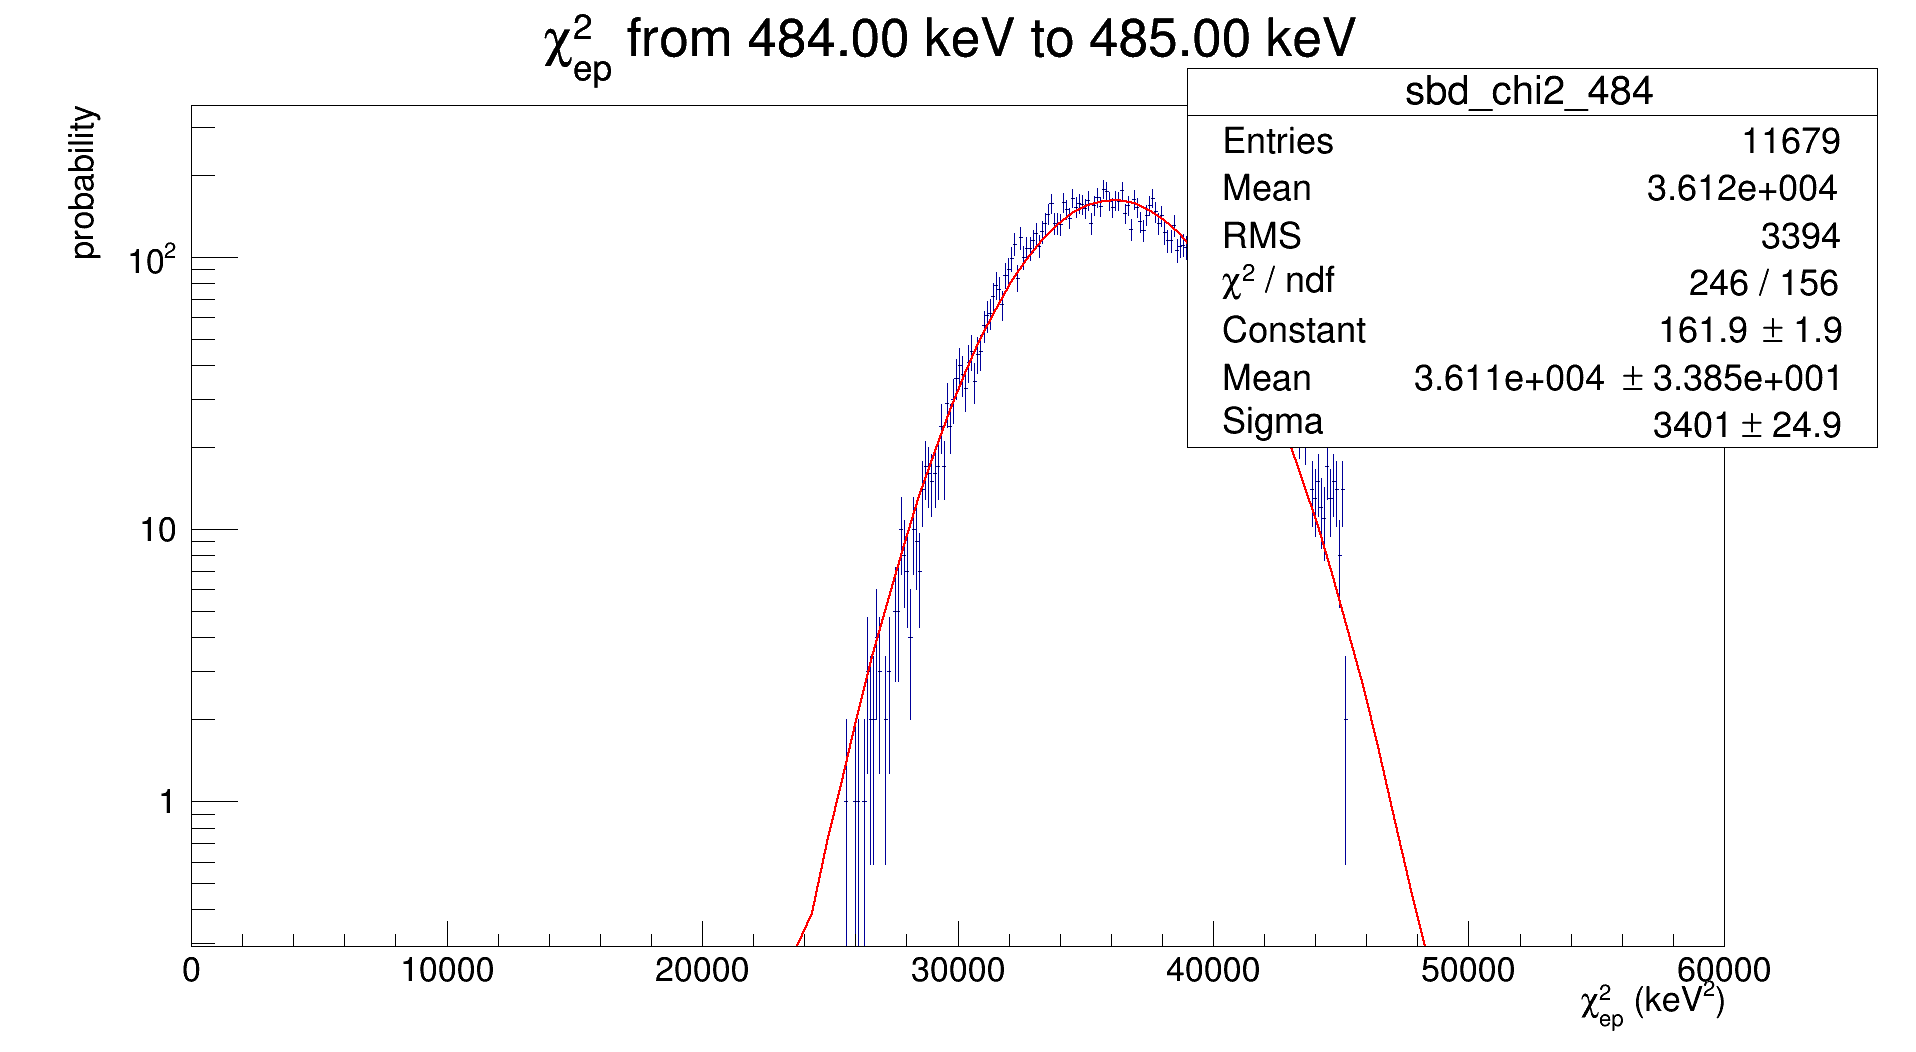 χ²ep from 484.00 keV to 485.00 keV
sbd_chi2_484
Entries 11679
Mean 3.612e+004
RMS 3394
χ² / ndf 246 / 156
Constant 161.9 ± 1.9
Mean 3.611e+004 ± 3.385e+001
Sigma 3401 ± 24.9
probability
10²
10
1
0 10000 20000 30000 40000 50000 60000
χ²ep (keV²)